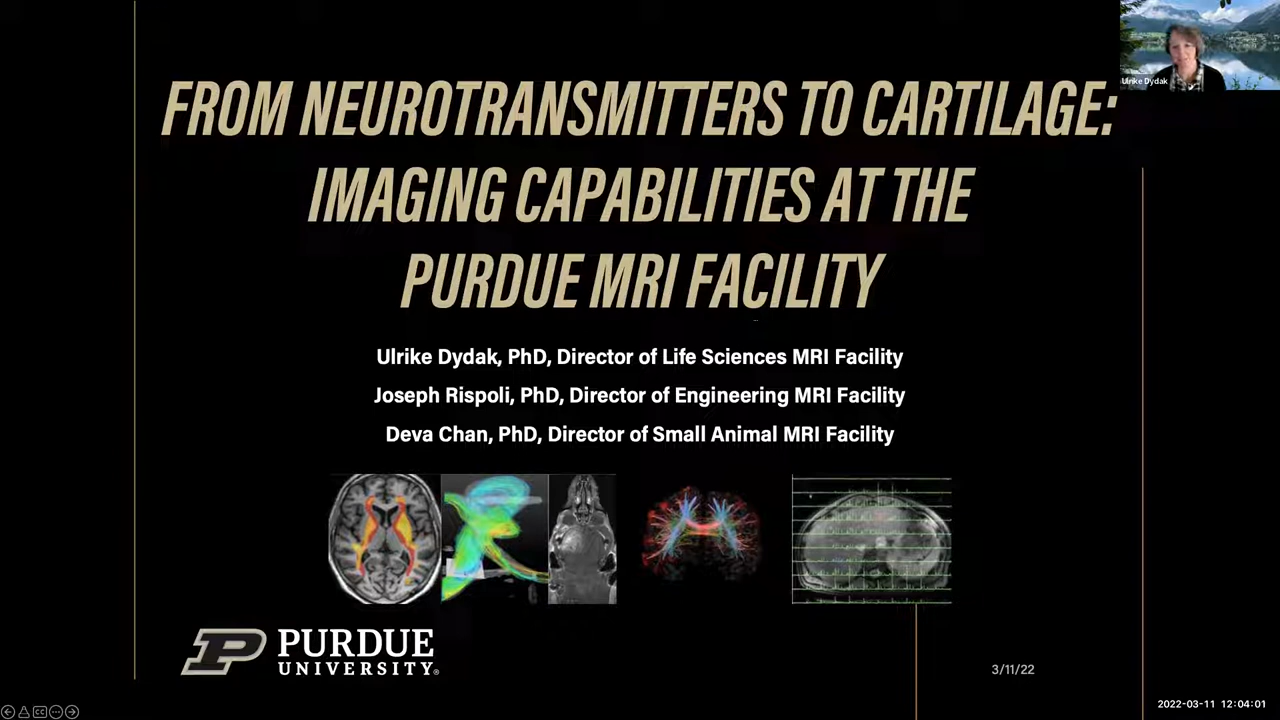 Ulrike Dydak
FROM NEUROTRANSMITTERS TO CARTILAGE:
IMAGING CAPABILITIES AT THE
PURDUE MRI FACILITY
Ulrike Dydak, PhD, Director of Life Sciences MRI Facility
Joseph Rispoli, PhD, Director of Engineering MRI Facility
Deva Chan, PhD, Director of Small Animal MRI Facility
P PURDUE
UNIVERSITY®
3/11/22
CC
2022-03-11 12:04:01